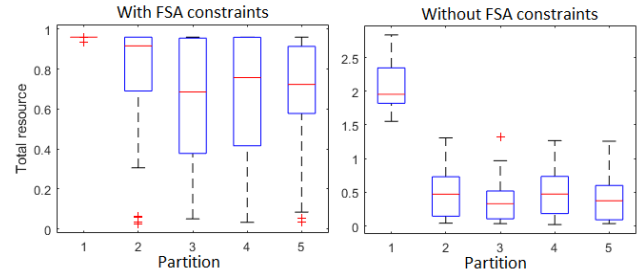 With FSA constraints
Without FSA constraints
Total resource
1
0.8
0.6
0.4
0.2
0
1 2 3 4 5
Partition
2.5
2
1.5
1
0.5
0
1 2 3 4 5
Partition